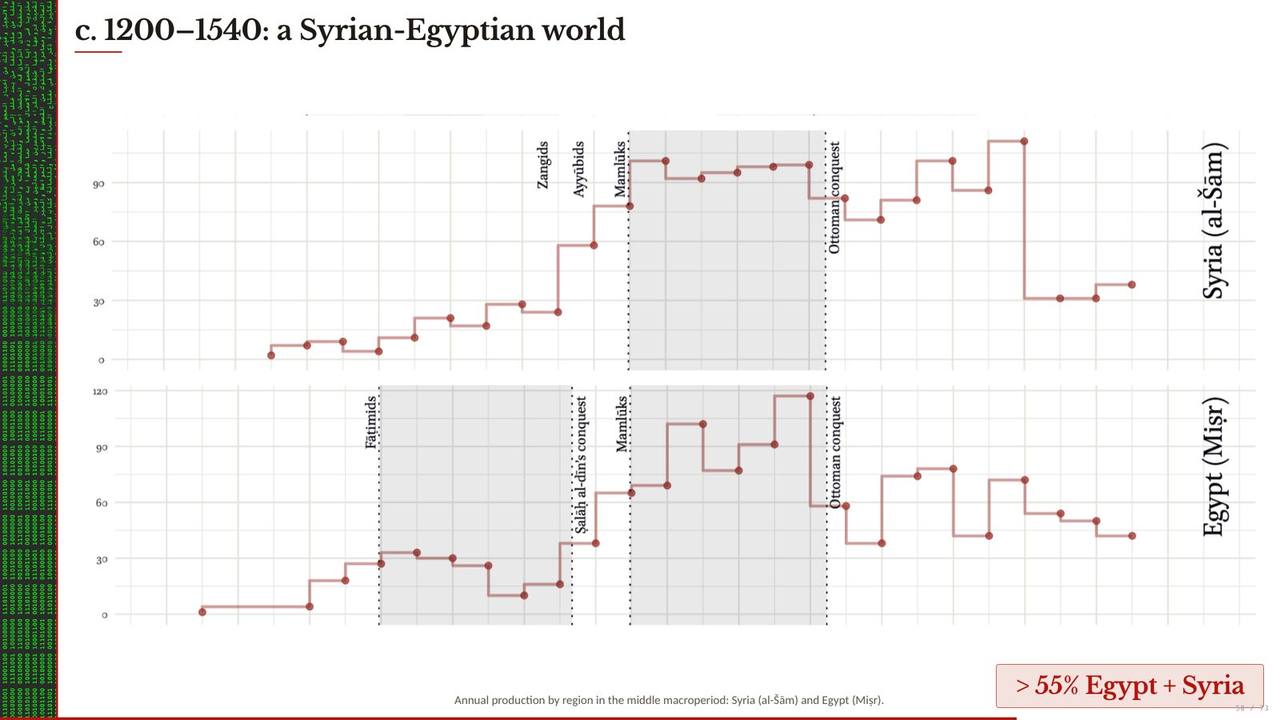 c. 1200–1540: a Syrian-Egyptian world
Zangids
Ayyūbids
Mamlūks
Ottoman conquest
Syria (al-Šām)
90
60
30
0
Fāṭimids
Ṣalāḥ al-dīn's conquest
Mamlūks
Ottoman conquest
Egypt (Miṣr)
120
90
60
30
0
> 55% Egypt + Syria
Annual production by region in the middle macroperiod: Syria (al-Šām) and Egypt (Miṣr).